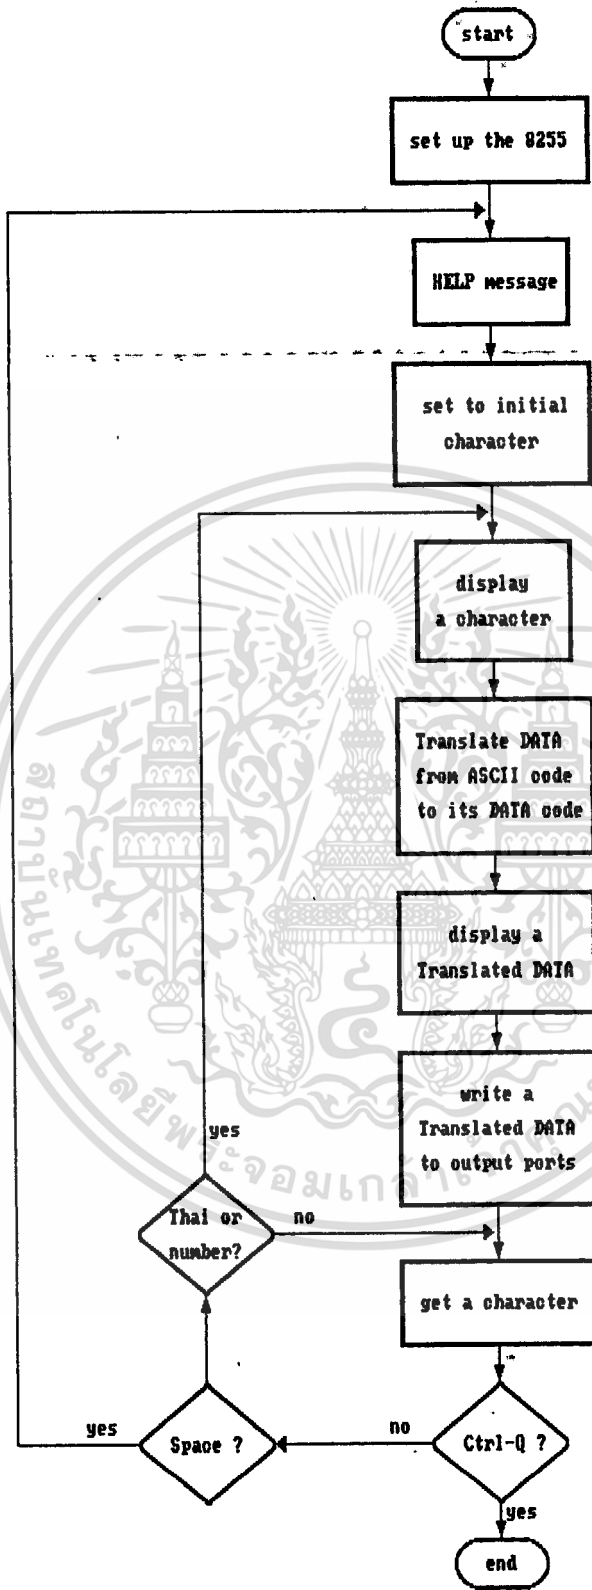 start
set up the 8255
HELP message
set to initial
character
display
a character
Translate DATA
from ASCII code
to its DATA code
display a
Translated DATA
write a
Translated DATA
to output ports
yes
Thai or
number?
no
get a character
yes
Space ?
no
Ctrl-Q ?
yes
end